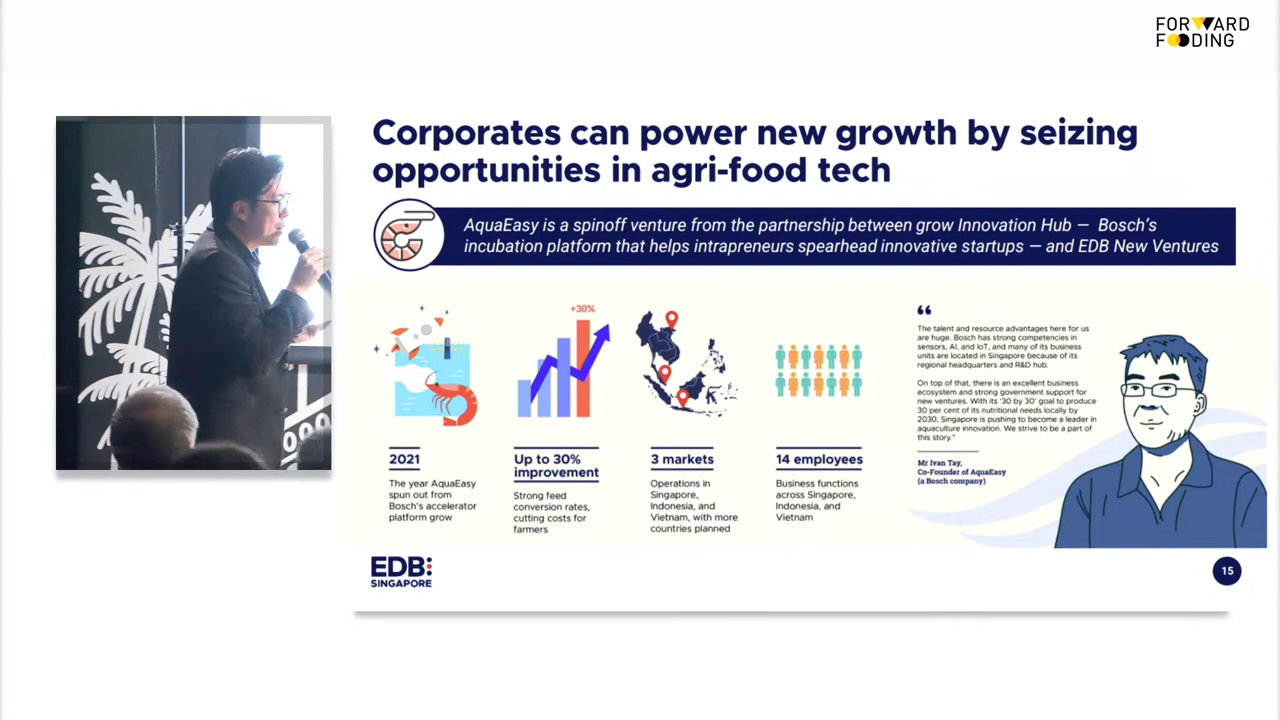 FORWARD
FOODING
Corporates can power new growth by seizing
opportunities in agri-food tech
AquaEasy is a spinoff venture from the partnership between grow Innovation Hub — Bosch's
incubation platform that helps intrapreneurs spearhead innovative startups — and EDB New Ventures
+30%
2021
The year AquaEasy
spun out from
Bosch's accelerator
platform grow
Up to 30%
improvement
Strong feed
conversion rates,
cutting costs for
farmers
3 markets
Operations in
Singapore,
Indonesia, and
Vietnam, with more
countries planned
14 employees
Business functions
across Singapore,
Indonesia, and
Vietnam
“
The talent and resource advantages here for us
are huge. Bosch has strong competencies in
sensors, AI, and IoT, and many of its business
units are located in Singapore because of its
regional headquarters and R&D hub.
On top of that, there is an excellent business
ecosystem and strong government support for
new ventures. With its '30 by 30' goal to produce
30 per cent of its nutritional needs locally by
2030, Singapore is pushing to become a leader in
aquaculture innovation. We strive to be a part of
this story."
Mr Ivan Tay,
Co-Founder of AquaEasy
(a Bosch company)
EDB:
SINGAPORE
15